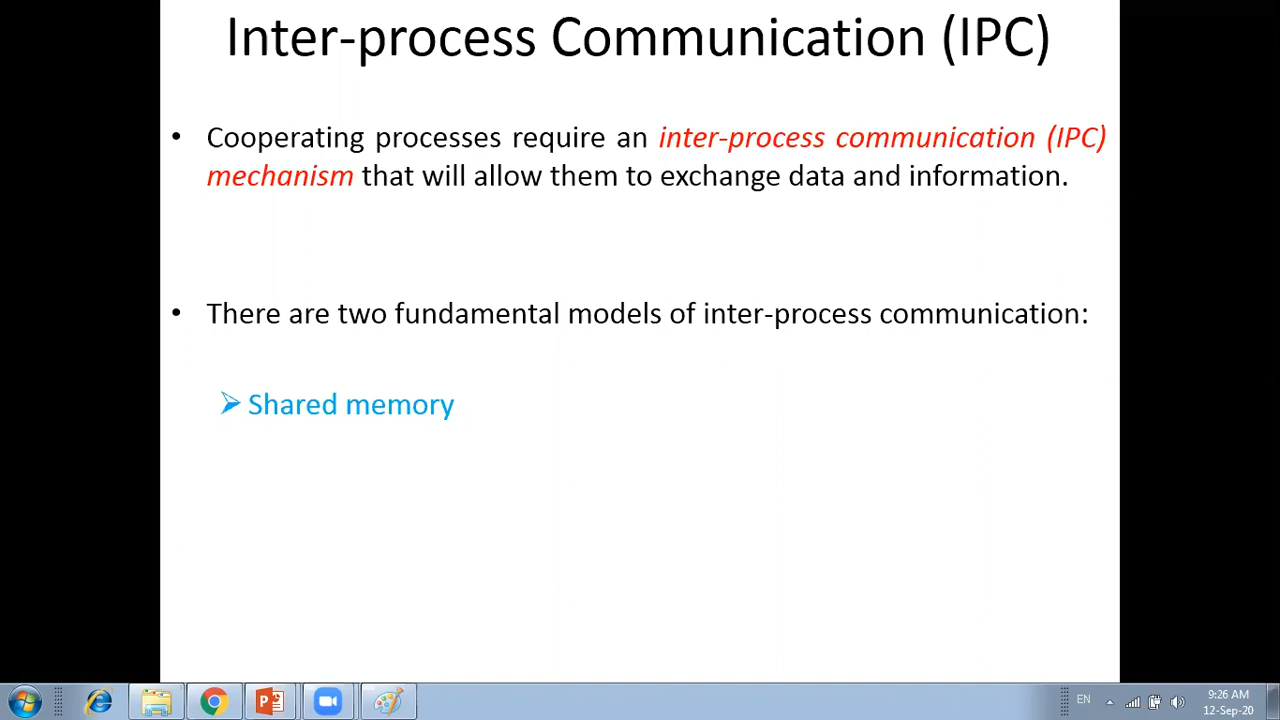 Inter-process Communication (IPC)
• Cooperating processes require an inter-process communication (IPC)
mechanism that will allow them to exchange data and information.
• There are two fundamental models of inter-process communication:
➢ Shared memory
EN
9:26 AM
12-Sep-20